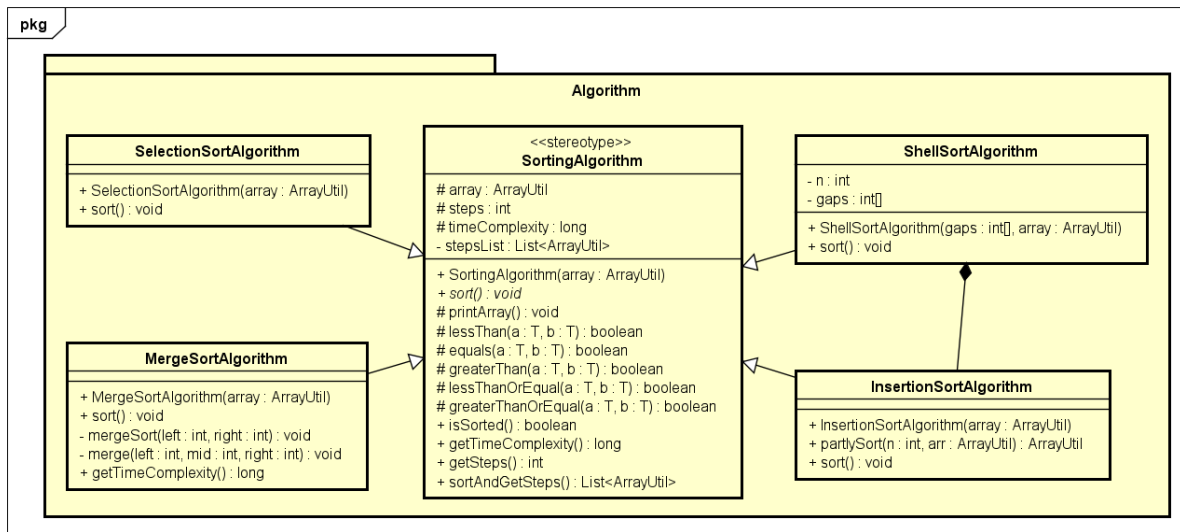 pkg
Algorithm
SelectionSortAlgorithm
+ SelectionSortAlgorithm(array : ArrayUtil)
+ sort() : void
MergeSortAlgorithm
+ MergeSortAlgorithm(array : ArrayUtil)
+ sort() : void
- mergeSort(left : int, right : int) : void
- merge(left : int, mid : int, right : int) : void
+ getTimeComplexity() : long
<<stereotype>>
SortingAlgorithm
# array : ArrayUtil
# steps : int
# timeComplexity : long
- stepsList : List<ArrayUtil>
+ SortingAlgorithm(array : ArrayUtil)
+ sort() : void
# printArray() : void
# lessThan(a : T, b : T) : boolean
# equals(a : T, b : T) : boolean
# greaterThan(a : T, b : T) : boolean
# lessThanOrEqual(a : T, b : T) : boolean
# greaterThanOrEqual(a : T, b : T) : boolean
+ isSorted() : boolean
+ getTimeComplexity() : long
+ getSteps() : int
+ sortAndGetSteps() : List<ArrayUtil>
ShellSortAlgorithm
- n : int
- gaps : int[]
+ ShellSortAlgorithm(gaps : int[], array : ArrayUtil)
+ sort() : void
InsertionSortAlgorithm
+ InsertionSortAlgorithm(array : ArrayUtil)
+ partlySort(n : int, arr : ArrayUtil) : ArrayUtil
+ sort() : void